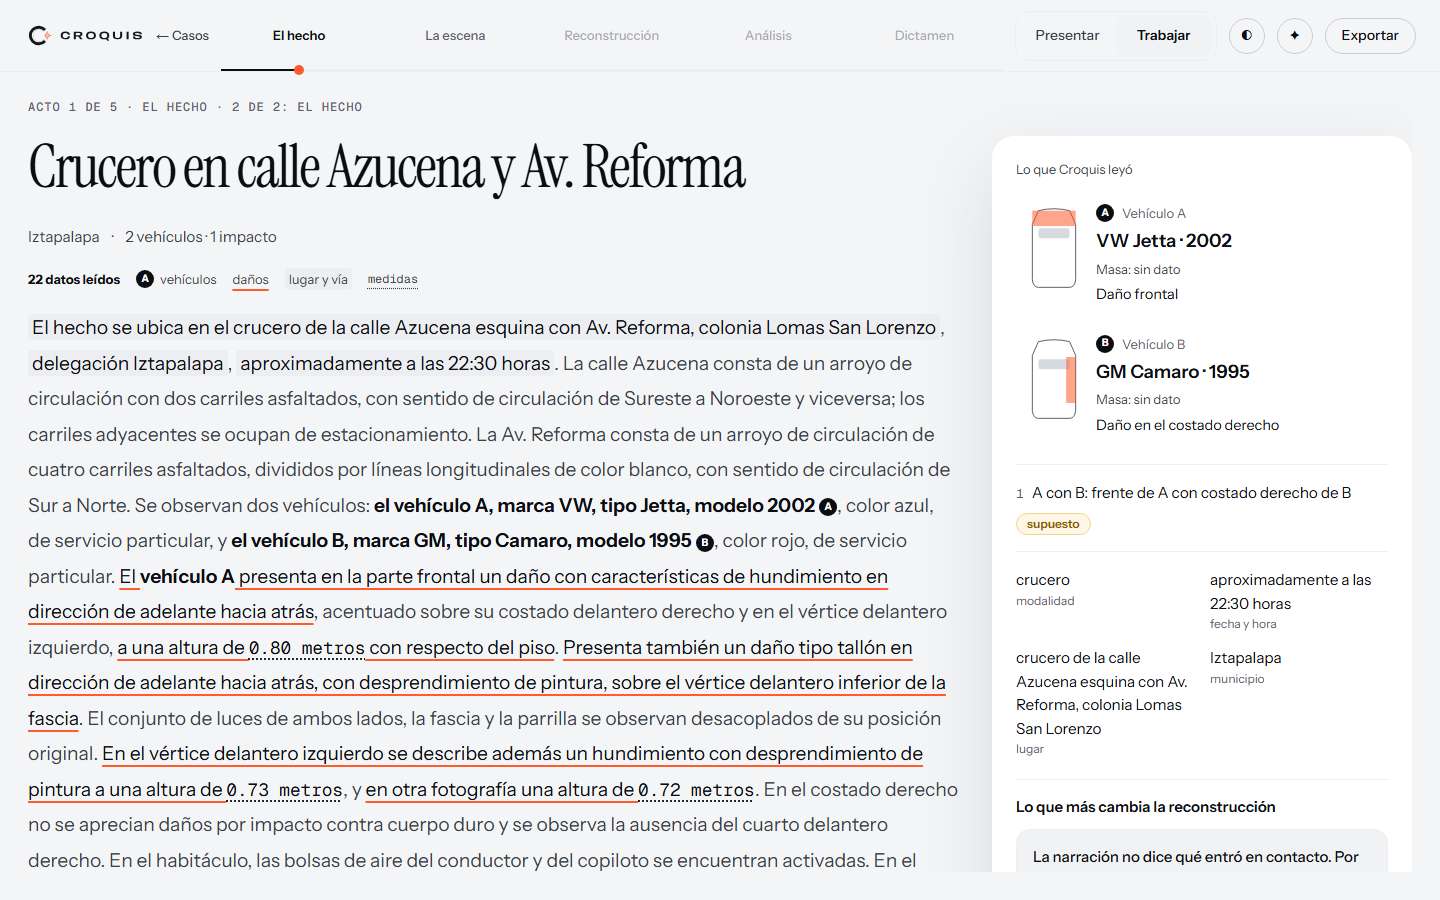 CROQUIS
← Casos
El hecho
La escena
Reconstrucción
Análisis
Dictamen
Presentar
Trabajar
Exportar
ACTO 1 DE 5 · EL HECHO · 2 DE 2: EL HECHO
Crucero en calle Azucena y Av. Reforma
Iztapalapa · 2 vehículos · 1 impacto
22 datos leídos A vehículos daños lugar y vía medidas
El hecho se ubica en el crucero de la calle Azucena esquina con Av. Reforma, colonia Lomas San Lorenzo ,
delegación Iztapalapa , aproximadamente a las 22:30 horas . La calle Azucena consta de un arroyo de
circulación con dos carriles asfaltados, con sentido de circulación de Sureste a Noroeste y viceversa; los
carriles adyacentes se ocupan de estacionamiento. La Av. Reforma consta de un arroyo de circulación de
cuatro carriles asfaltados, divididos por líneas longitudinales de color blanco, con sentido de circulación de
Sur a Norte. Se observan dos vehículos: el vehículo A, marca VW, tipo Jetta, modelo 2002 A, color azul,
de servicio particular, y el vehículo B, marca GM, tipo Camaro, modelo 1995 B, color rojo, de servicio
particular. El vehículo A presenta en la parte frontal un daño con características de hundimiento en
dirección de adelante hacia atrás, acentuado sobre su costado delantero derecho y en el vértice delantero
izquierdo, a una altura de 0.80 metros con respecto del piso. Presenta también un daño tipo tallón en
dirección de adelante hacia atrás, con desprendimiento de pintura, sobre el vértice delantero inferior de la
fascia. El conjunto de luces de ambos lados, la fascia y la parrilla se observan desacoplados de su posición
original. En el vértice delantero izquierdo se describe además un hundimiento con desprendimiento de
pintura a una altura de 0.73 metros, y en otra fotografía una altura de 0.72 metros. En el costado derecho
no se aprecian daños por impacto contra cuerpo duro y se observa la ausencia del cuarto delantero
derecho. En el habitáculo, las bolsas de aire del conductor y del copiloto se encuentran activadas. En el
Lo que Croquis leyó
A Vehículo A
VW Jetta · 2002
Masa: sin dato
Daño frontal
B Vehículo B
GM Camaro · 1995
Masa: sin dato
Daño en el costado derecho
1 A con B: frente de A con costado derecho de B
supuesto
crucero
modalidad
aproximadamente a las
22:30 horas
fecha y hora
crucero de la calle
Azucena esquina con Av.
Reforma, colonia Lomas
San Lorenzo
lugar
Iztapalapa
municipio
Lo que más cambia la reconstrucción
La narración no dice qué entró en contacto. Por